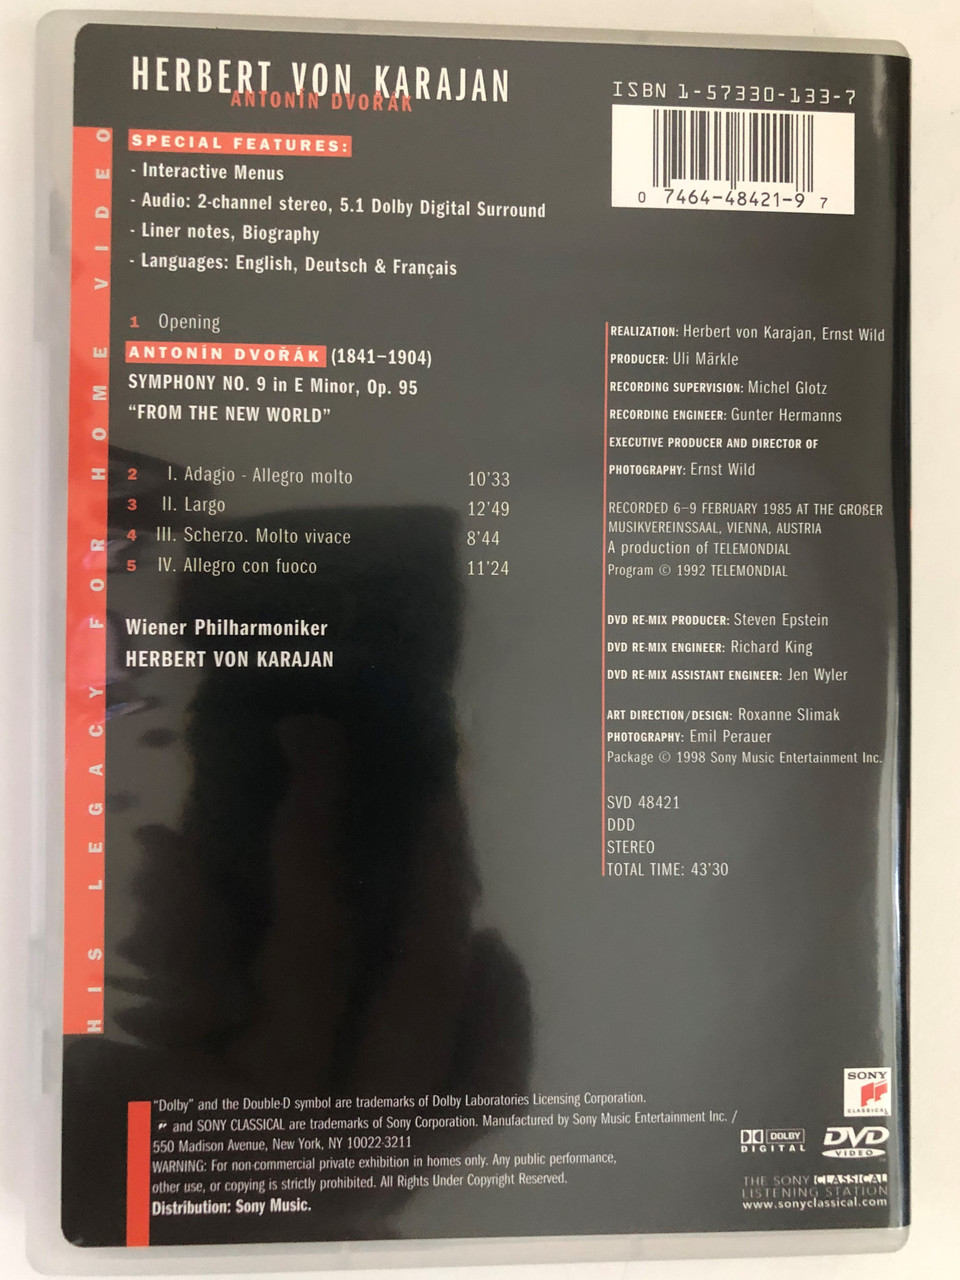 HERBERT VON KARAJAN
ANTONÍN DVOŘÁK
ISBN 1-57330-133-7
0 7464-48421-9 7
SPECIAL FEATURES:
- Interactive Menus
- Audio: 2-channel stereo, 5.1 Dolby Digital Surround
- Liner notes, Biography
- Languages: English, Deutsch & Français
HIS LEGACY FOR HOME VIDEO
1 Opening
ANTONÍN DVOŘÁK (1841–1904)
SYMPHONY NO. 9 in E Minor, Op. 95
“FROM THE NEW WORLD”
2 I. Adagio - Allegro molto 10’33
3 II. Largo 12’49
4 III. Scherzo. Molto vivace 8’44
5 IV. Allegro con fuoco 11’24
Wiener Philharmoniker
HERBERT VON KARAJAN
REALIZATION: Herbert von Karajan, Ernst Wild
PRODUCER: Uli Märkle
RECORDING SUPERVISION: Michel Glotz
RECORDING ENGINEER: Gunter Hermanns
EXECUTIVE PRODUCER AND DIRECTOR OF
PHOTOGRAPHY: Ernst Wild
RECORDED 6–9 FEBRUARY 1985 AT THE GROßER
MUSIKVEREINSSAAL, VIENNA, AUSTRIA
A production of TELEMONDIAL
Program © 1992 TELEMONDIAL
DVD RE-MIX PRODUCER: Steven Epstein
DVD RE-MIX ENGINEER: Richard King
DVD RE-MIX ASSISTANT ENGINEER: Jen Wyler
ART DIRECTION/DESIGN: Roxanne Slimak
PHOTOGRAPHY: Emil Perauer
Package © 1998 Sony Music Entertainment Inc.
SVD 48421
DDD
STEREO
TOTAL TIME: 43’30
“Dolby” and the Double-D symbol are trademarks of Dolby Laboratories Licensing Corporation.
and SONY CLASSICAL are trademarks of Sony Corporation. Manufactured by Sony Music Entertainment Inc. /
550 Madison Avenue, New York, NY 10022-3211
WARNING: For non-commercial private exhibition in homes only. Any public performance,
other use, or copying is strictly prohibited. All Rights Under Copyright Reserved.
Distribution: Sony Music.
SONY
CLASSICAL
DOLBY
DIGITAL
DVD
VIDEO
THE SONY CLASSICAL
LISTENING STATION
www.sonyclassical.com